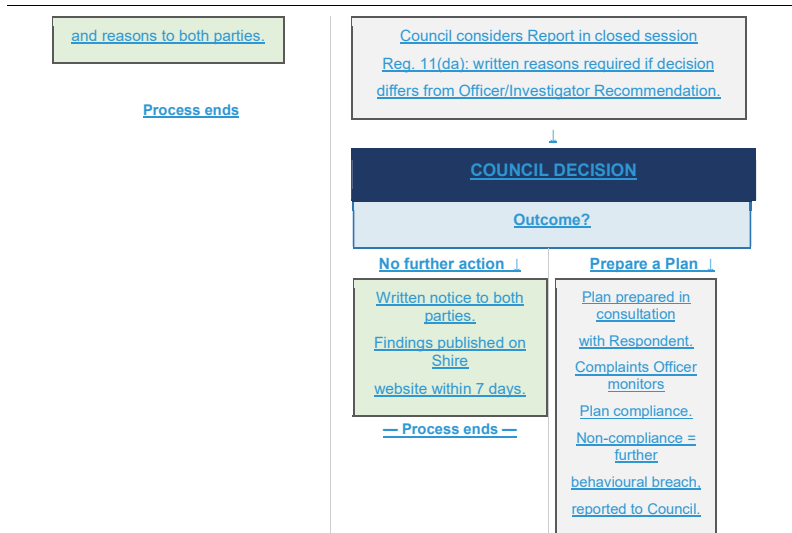 and reasons to both parties.
Process ends
Council considers Report in closed session
Reg. 11(da): written reasons required if decision
differs from Officer/Investigator Recommendation.
↓
COUNCIL DECISION
Outcome?
No further action ↓
Written notice to both
parties.
Findings published on
Shire
website within 7 days.
— Process ends —
Prepare a Plan ↓
Plan prepared in
consultation
with Respondent.
Complaints Officer
monitors
Plan compliance.
Non-compliance =
further
behavioural breach,
reported to Council.